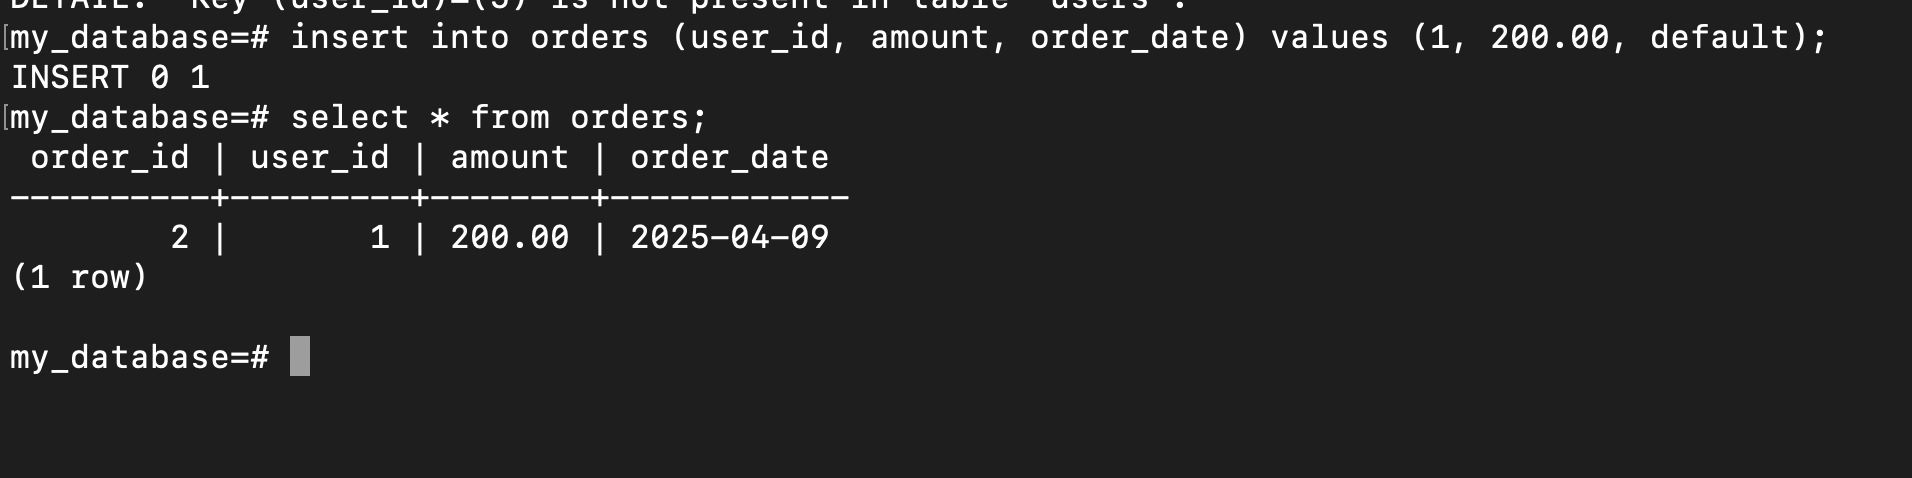 DETAIL: Key (user_id)=(5) is not present in table "users".
[my_database=# insert into orders (user_id, amount, order_date) values (1, 200.00, default);
INSERT 0 1
[my_database=# select * from orders;
 order_id | user_id | amount | order_date
----------+---------+--------+------------
        2 |       1 | 200.00 | 2025-04-09
(1 row)
my_database=#